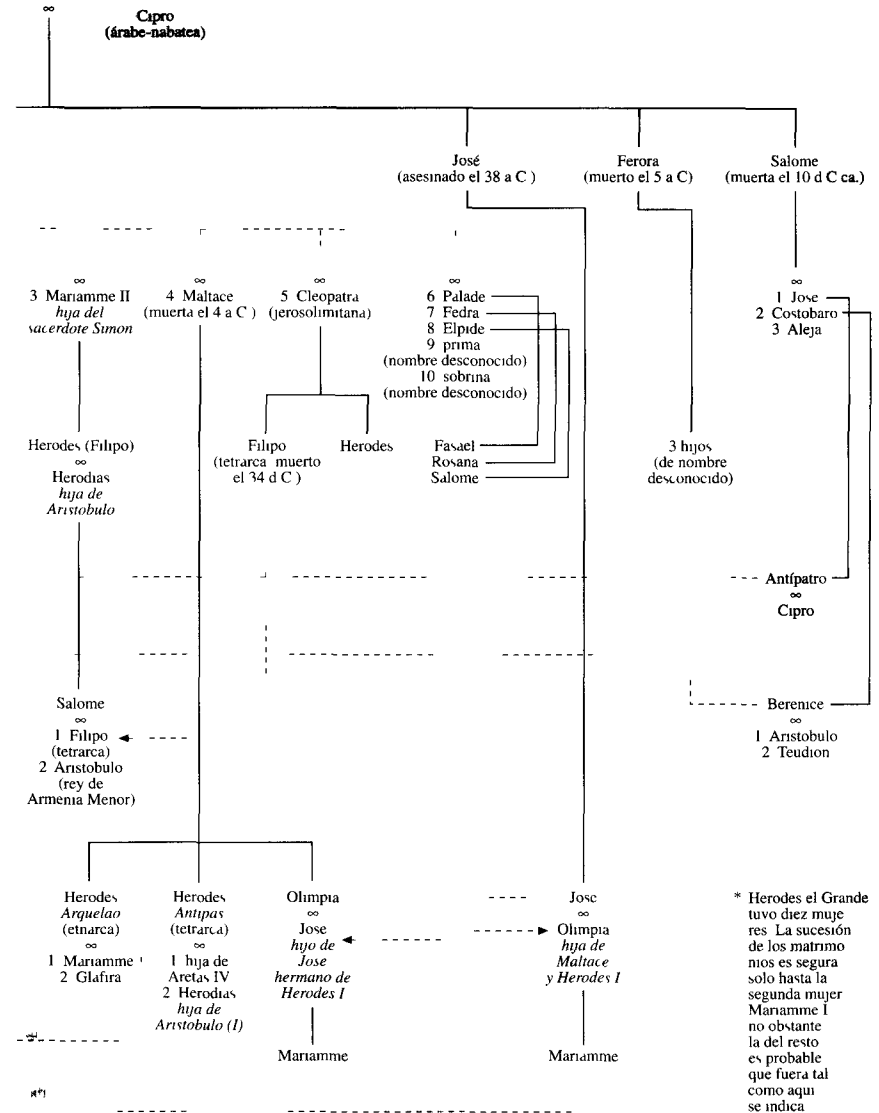 ∞
Cipro
(árabe-nabatea)
José
(asesinado el 38 a C )
Ferora
(muerto el 5 a C)
Salome
(muerta el 10 d C ca.)
∞
3 Mariamme II
hija del
sacerdote Simon
∞
4 Maltace
(muerta el 4 a C )
∞
5 Cleopatra
(jerosolimitana)
∞
6 Palade
7 Fedra
8 Elpide
9 prima
(nombre desconocido)
10 sobrina
(nombre desconocido)
∞
1 Jose
2 Costobaro
3 Aleja
Herodes (Filipo)
∞
Herodias
hija de
Aristobulo
Filipo
(tetrarca muerto
el 34 d C )
Herodes
Fasael
Rosana
Salome
3 hijos
(de nombre
desconocido)
Antípatro
∞
Cipro
Salome
∞
1 Filipo
(tetrarca)
2 Aristobulo
(rey de
Armenia Menor)
Berenice
∞
1 Aristobulo
2 Teudion
Herodes
Arquelao
(etnarca)
∞
1 Mariamme
2 Glafira
Herodes
Antipas
(tetrarca)
∞
1 hija de
Aretas IV
2 Herodias
hija de
Aristobulo (I)
Olimpia
∞
Jose
hijo de
Jose
hermano de
Herodes I
Mariamme
Jose
∞
Olimpia
hija de
Maltace
y Herodes I
Mariamme
* Herodes el Grande
tuvo diez muje
res La sucesión
de los matrimo
nios es segura
solo hasta la
segunda mujer
Mariamme I
no obstante
la del resto
es probable
que fuera tal
como aqui
se indica